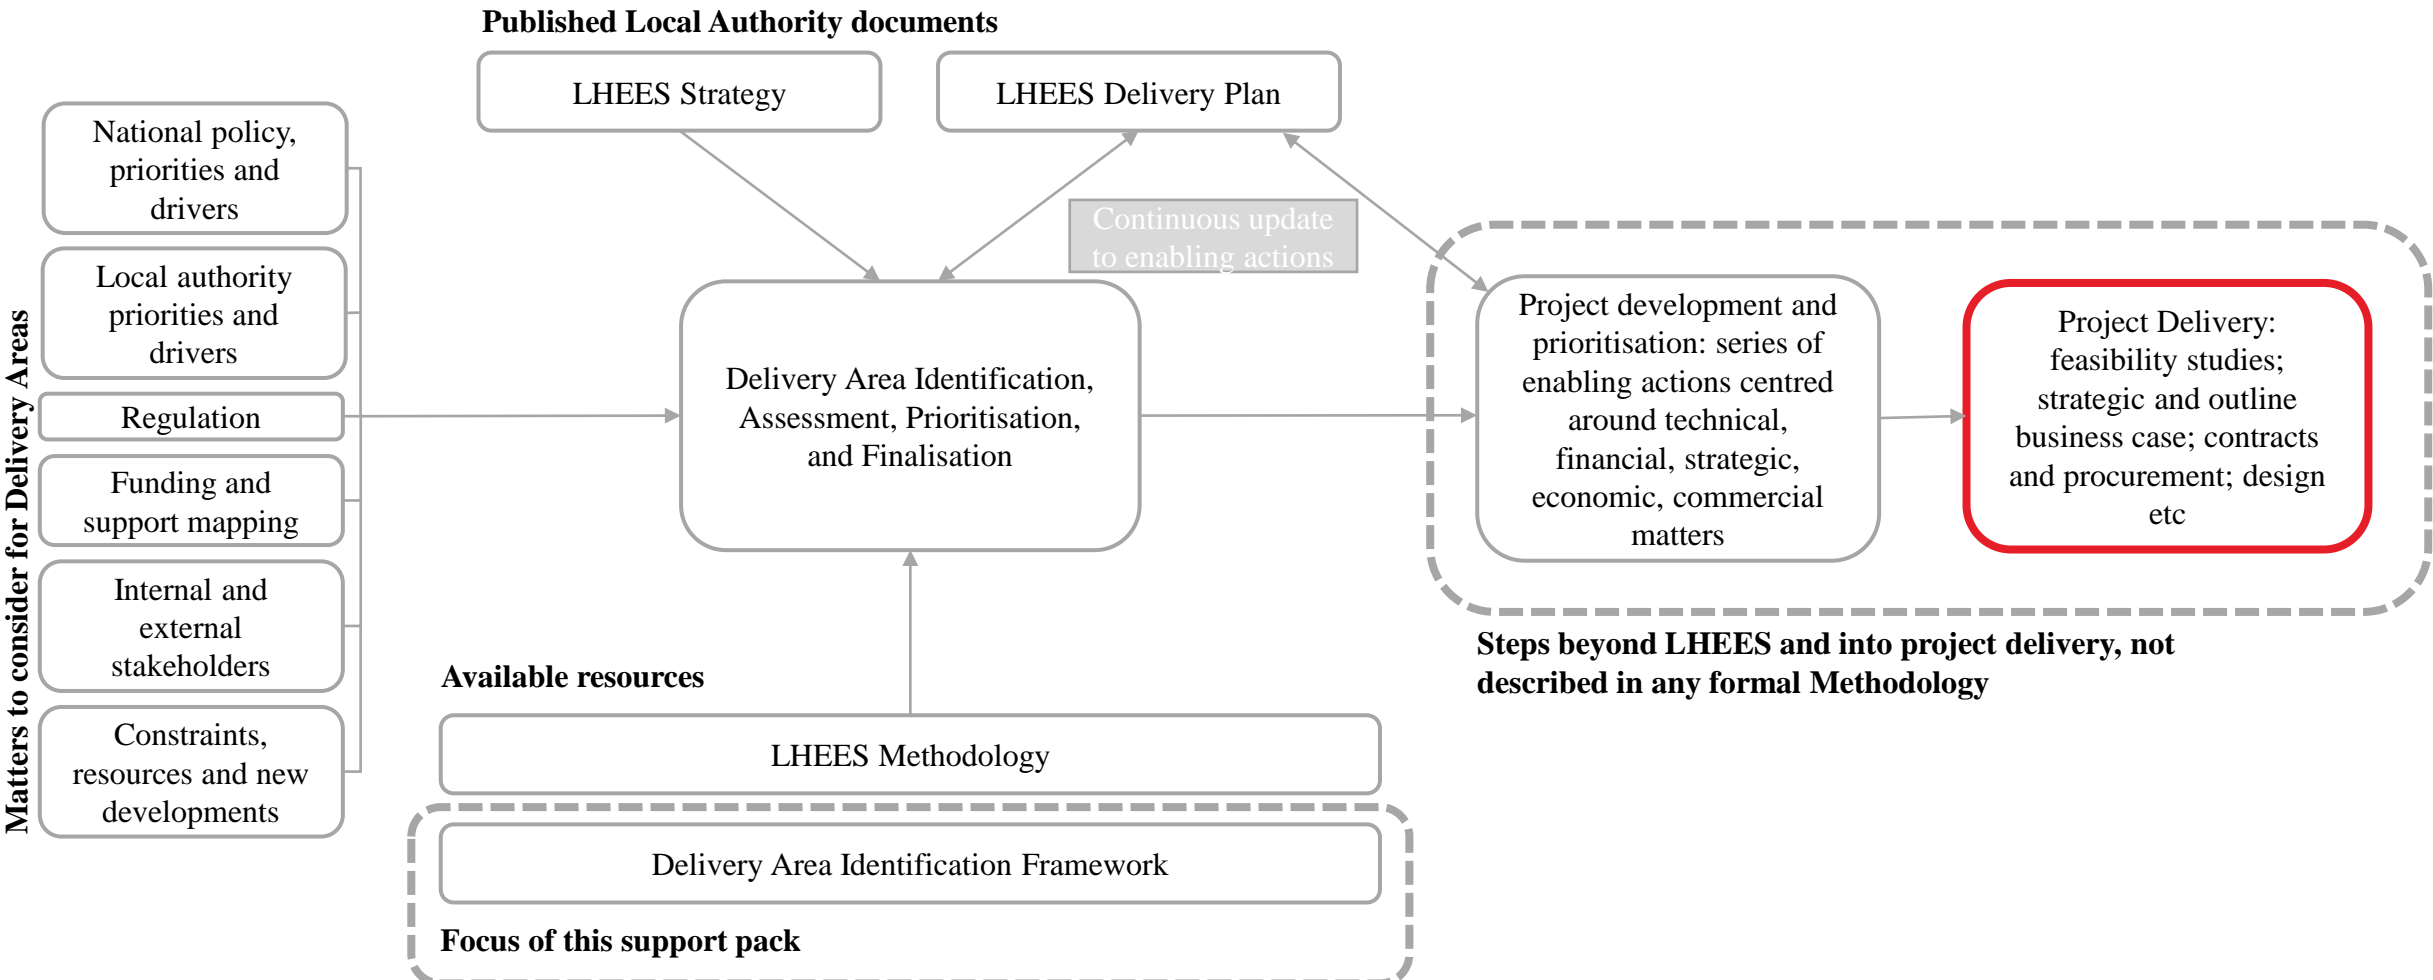 Published Local Authority documents
LHEES Strategy
LHEES Delivery Plan
Matters to consider for Delivery Areas
National policy,
priorities and
drivers
Local authority
priorities and
drivers
Regulation
Funding and
support mapping
Internal and
external
stakeholders
Constraints,
resources and new
developments
Continuous update
to enabling actions
Delivery Area Identification,
Assessment, Prioritisation,
and Finalisation
Project development and
prioritisation: series of
enabling actions centred
around technical,
financial, strategic,
economic, commercial
matters
Project Delivery:
feasibility studies;
strategic and outline
business case; contracts
and procurement; design
etc
Steps beyond LHEES and into project delivery, not
described in any formal Methodology
Available resources
LHEES Methodology
Delivery Area Identification Framework
Focus of this support pack